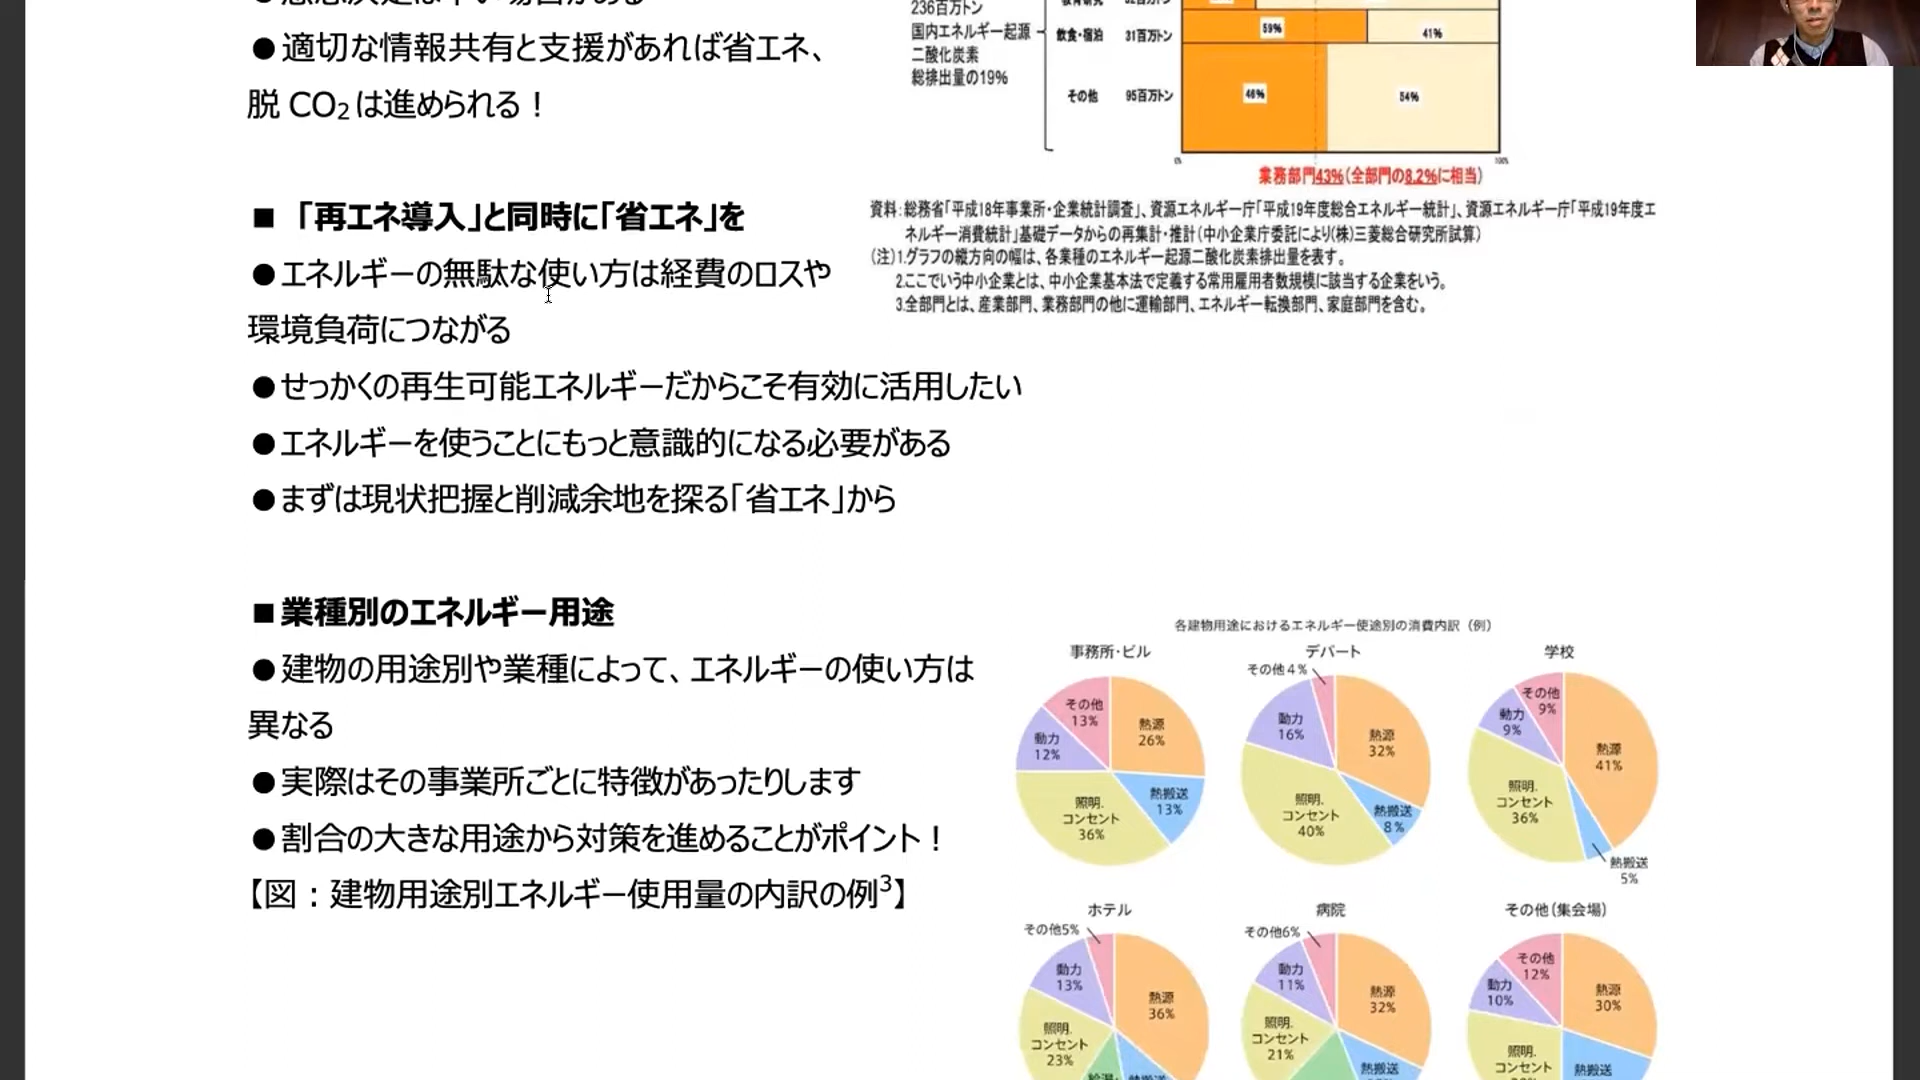 ●適切な情報共有と支援があれば省エネ、
脱 CO₂は進められる！
■「再エネ導入」と同時に「省エネ」を
●エネルギーの無駄な使い方は経費のロスや
環境負荷につながる
●せっかくの再生可能エネルギーだからこそ有効に活用したい
●エネルギーを使うことにもっと意識的になる必要がある
●まずは現状把握と削減余地を探る「省エネ」から
■業種別のエネルギー用途
●建物の用途別や業種によって、エネルギーの使い方は
異なる
●実際はその事業所ごとに特徴があったりします
●割合の大きな用途から対策を進めることがポイント！
【図：建物用途別エネルギー使用量の内訳の例³】
236百万トン
国内エネルギー起源
二酸化炭素
総排出量の19%
飲食・宿泊 31百万トン 59% 41%
その他 95百万トン 46% 54%
0% 100%
業務部門43%（全部門の8.2%に相当）
資料：総務省「平成18年事業所・企業統計調査」、資源エネルギー庁「平成19年度総合エネルギー統計」、資源エネルギー庁「平成19年度エ
ネルギー消費統計」基礎データからの再集計・推計（中小企業庁委託により(株)三菱総合研究所試算）
（注）1.グラフの縦方向の幅は、各業種のエネルギー起源二酸化炭素排出量を表す。
2.ここでいう中小企業とは、中小企業基本法で定義する常用雇用者数規模に該当する企業をいう。
3.全部門とは、産業部門、業務部門の他に運輸部門、エネルギー転換部門、家庭部門を含む。
各建物用途におけるエネルギー使途別の消費内訳（例）
事務所・ビル
その他
13%
熱源
26%
動力
12%
熱搬送
13%
照明.
コンセント
36%
デパート
その他4%
動力
16%
熱源
32%
照明.
コンセント
40%
熱搬送
8%
学校
その他
9%
動力
9%
熱源
41%
照明.
コンセント
36%
熱搬送
5%
ホテル
その他5%
動力
13%
熱源
36%
照明.
コンセント
23%
病院
その他6%
動力
11%
熱源
32%
照明.
コンセント
21%
熱搬送
その他（集会場）
その他
12%
動力
10%
熱源
30%
照明.
コンセント
熱搬送